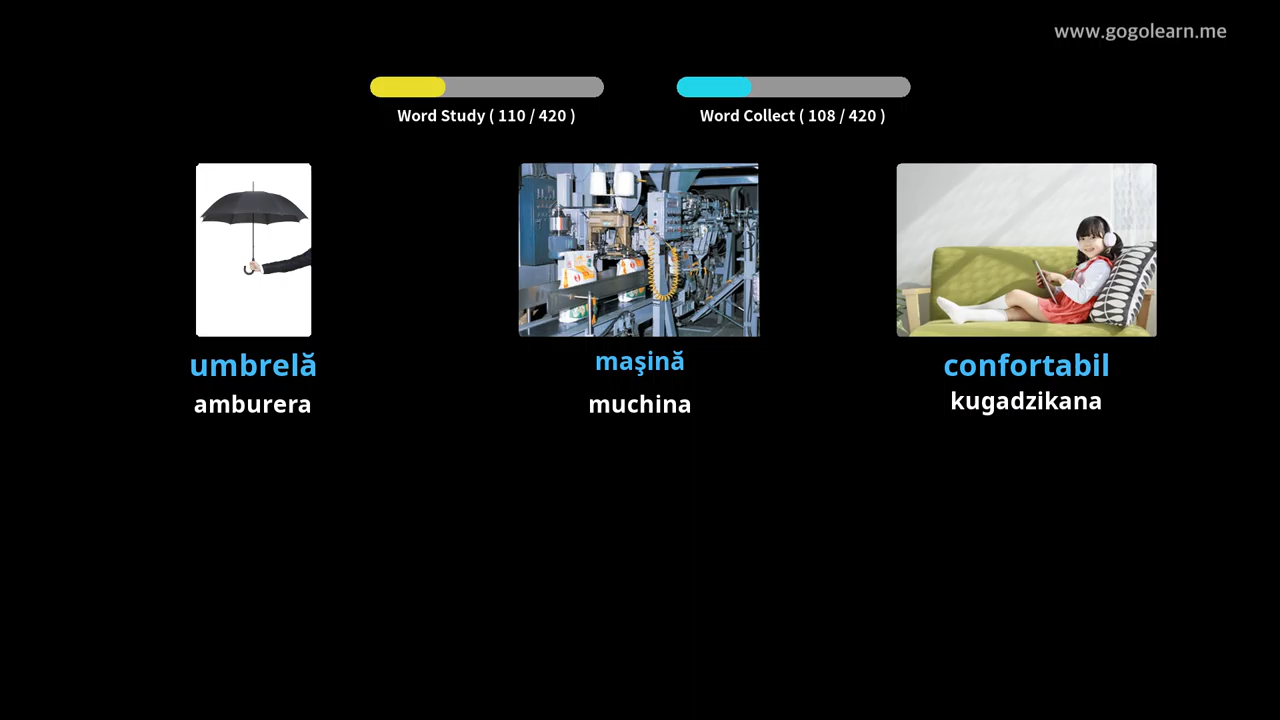 www.gogolearn.me
Word Study ( 110 / 420 )
Word Collect ( 108 / 420 )
umbrelă
amburera
maşină
muchina
confortabil
kugadzikana